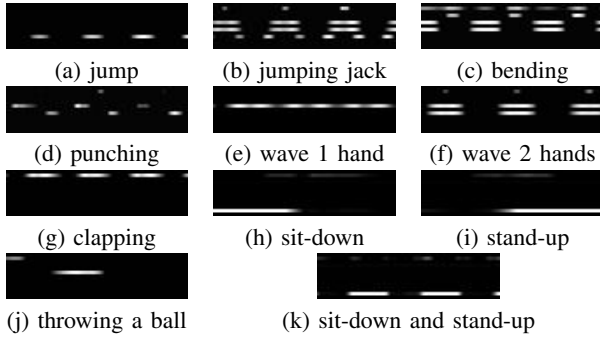 (a) jump
(b) jumping jack
(c) bending
(d) punching
(e) wave 1 hand
(f) wave 2 hands
(g) clapping
(h) sit-down
(i) stand-up
(j) throwing a ball
(k) sit-down and stand-up